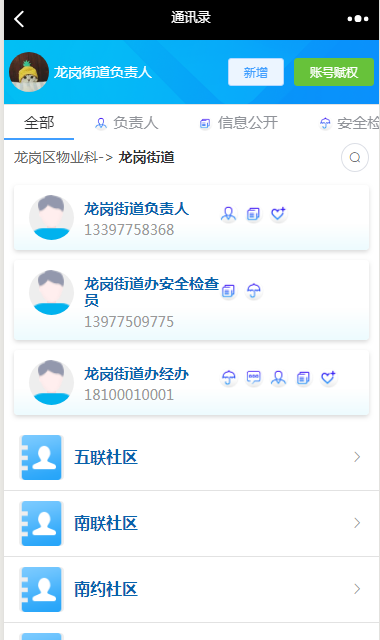 通讯录
龙岗街道负责人
新增
账号赋权
全部
负责人
信息公开
安全检
龙岗区物业科-> 龙岗街道
龙岗街道负责人
13397758368
龙岗街道办安全检查
员
13977509775
龙岗街道办经办
18100010001
五联社区
南联社区
南约社区